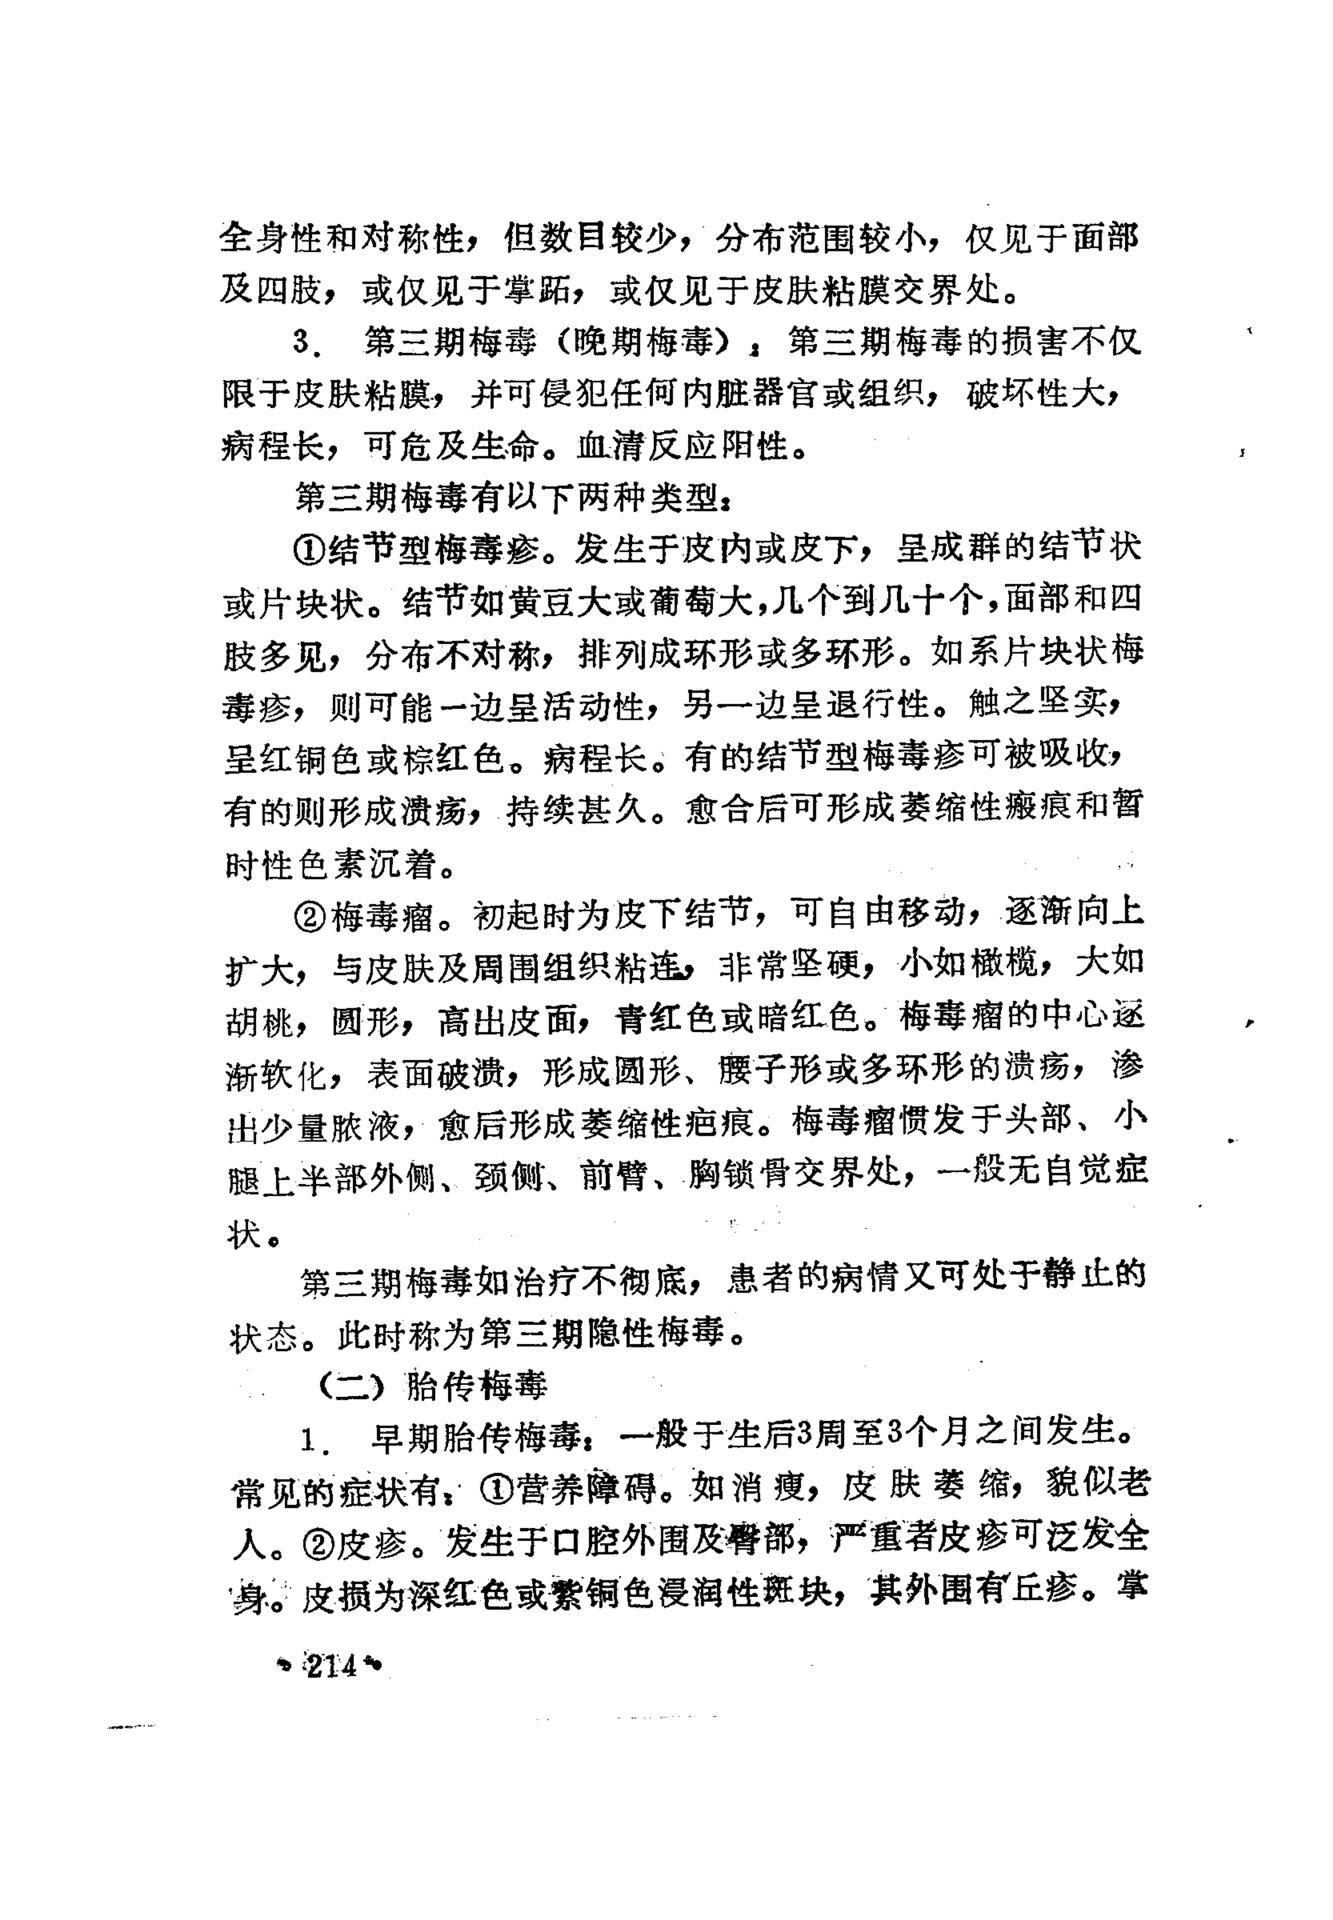 全身性和对称性，但数目较少，分布范围较小，仅见于面部
及四肢，或仅见于掌跖，或仅见于皮肤粘膜交界处。
3． 第三期梅毒（晚期梅毒）：第三期梅毒的损害不仅
限于皮肤粘膜，并可侵犯任何内脏器官或组织，破坏性大，
病程长，可危及生命。血清反应阳性。
第三期梅毒有以下两种类型：
①结节型梅毒疹。发生于皮内或皮下，呈成群的结节状
或片块状。结节如黄豆大或葡萄大，几个到几十个，面部和四
肢多见，分布不对称，排列成环形或多环形。如系片块状梅
毒疹，则可能一边呈活动性，另一边呈退行性。触之坚实，
呈红铜色或棕红色。病程长。有的结节型梅毒疹可被吸收，
有的则形成溃疡，持续甚久。愈合后可形成萎缩性瘢痕和暂
时性色素沉着。
②梅毒瘤。初起时为皮下结节，可自由移动，逐渐向上
扩大，与皮肤及周围组织粘连，非常坚硬，小如橄榄，大如
胡桃，圆形，高出皮面，青红色或暗红色。梅毒瘤的中心逐
渐软化，表面破溃，形成圆形、腰子形或多环形的溃疡，渗
出少量脓液，愈后形成萎缩性疤痕。梅毒瘤惯发于头部、小
腿上半部外侧、颈侧、前臂、胸锁骨交界处，一般无自觉症
状。
第三期梅毒如治疗不彻底，患者的病情又可处于静止的
状态。此时称为第三期隐性梅毒。
（二）胎传梅毒
1． 早期胎传梅毒：一般于生后3周至3个月之间发生。
常见的症状有：①营养障碍。如消瘦，皮肤萎缩，貌似老
人。②皮疹。发生于口腔外围及臀部，严重者皮疹可泛发全
身。皮损为深红色或紫铜色浸润性斑块，其外围有丘疹。掌
• 214 •